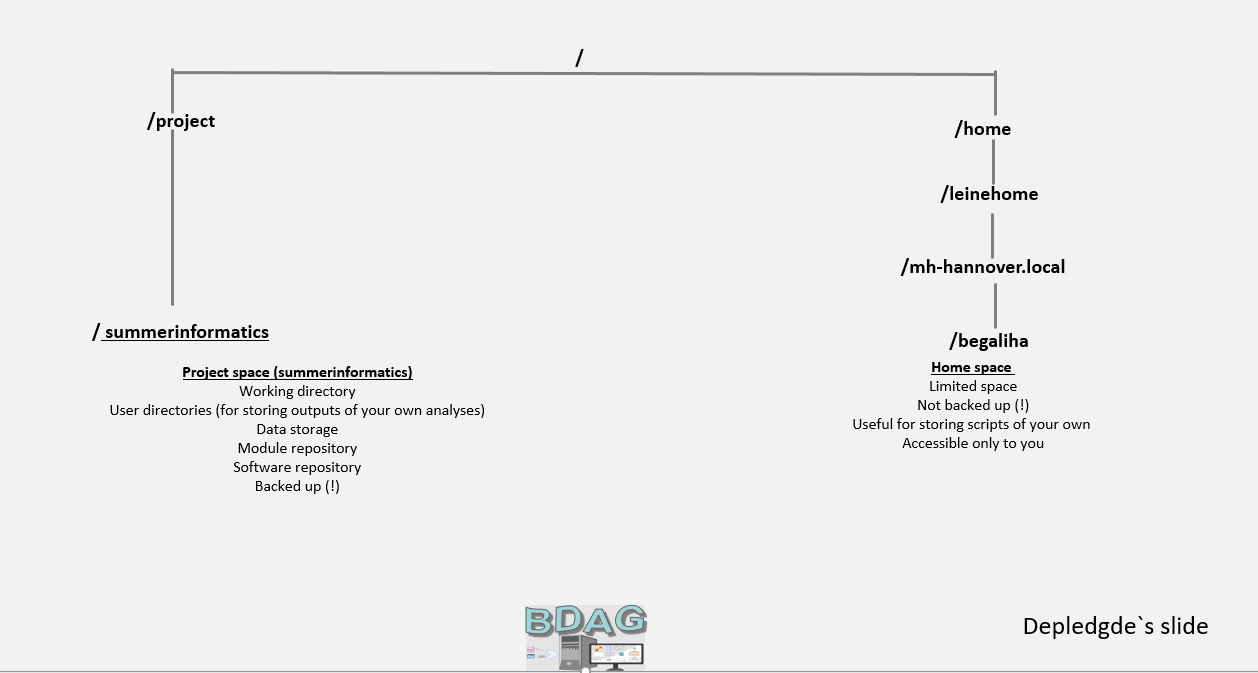 /
/project
/home
/leinehome
/mh-hannover.local
/ summerinformatics
/begaliha
Project space (summerinformatics)
Working directory
User directories (for storing outputs of your own analyses)
Data storage
Module repository
Software repository
Backed up (!)
Home space
Limited space
Not backed up (!)
Useful for storing scripts of your own
Accessible only to you
BDAG
Depledgde`s slide